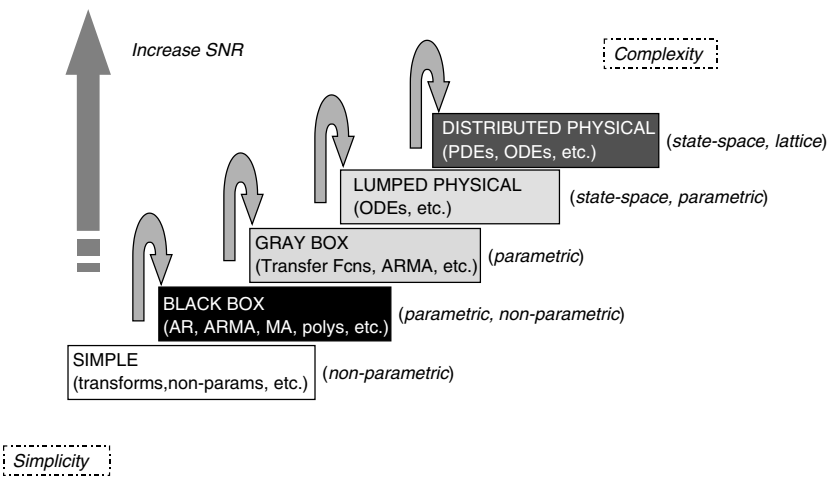 Increase SNR
Complexity
DISTRIBUTED PHYSICAL
(PDEs, ODEs, etc.)
(state-space, lattice)
LUMPED PHYSICAL
(ODEs, etc.)
(state-space, parametric)
GRAY BOX
(Transfer Fcns, ARMA, etc.)
(parametric)
BLACK BOX
(AR, ARMA, MA, polys, etc.)
(parametric, non-parametric)
SIMPLE
(transforms,non-params, etc.)
(non-parametric)
Simplicity